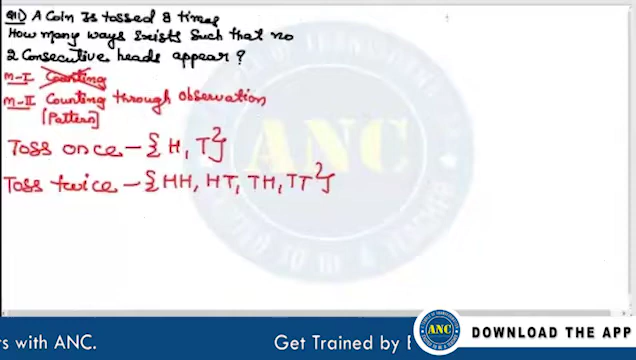 Q1) A Coin Is tossed 8 times
How many ways Exists Such that no
2 Consecutive heads appear?
M-I Counting
M-II Counting through observation
[Pattern]
Toss once - { H, T }
Toss twice - { HH, HT, TH, TT }
ANC
s with ANC.
Get Trained by E
ANC
DOWNLOAD THE APP